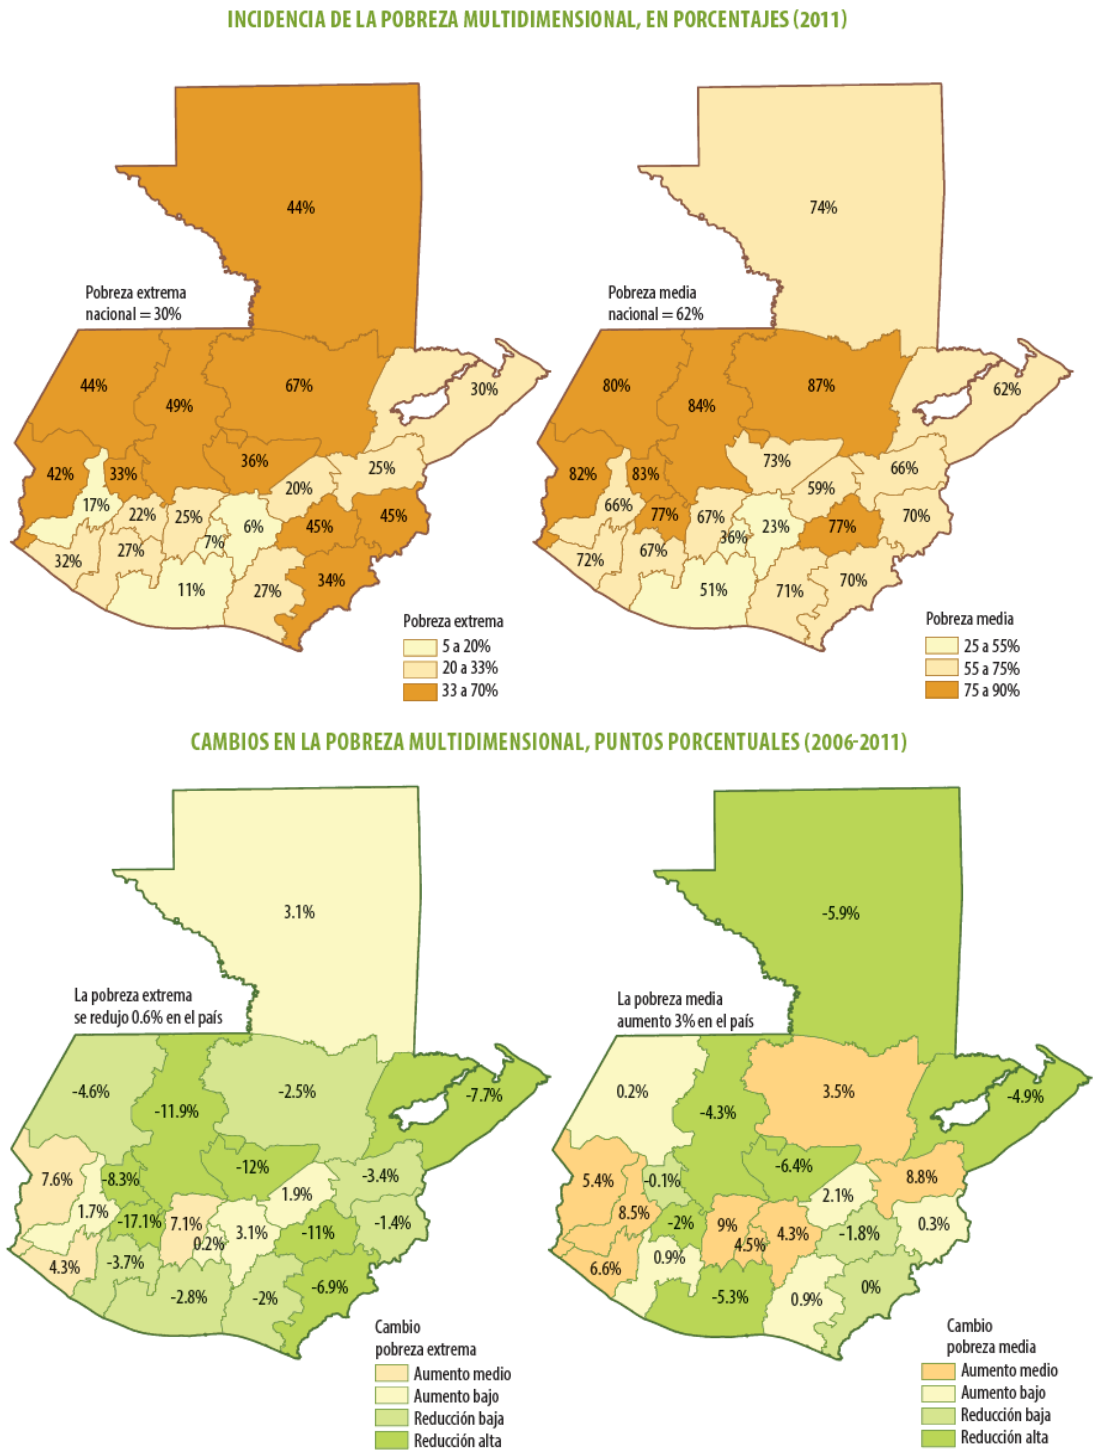 INCIDENCIA DE LA POBREZA MULTIDIMENSIONAL, EN PORCENTAJES (2011)
44%
Pobreza extrema
nacional = 30%
44%
49%
67%
30%
42%
33%
36%
25%
17%
22%
25%
20%
6%
45%
45%
7%
32%
27%
11%
27%
34%
Pobreza extrema
5 a 20%
20 a 33%
33 a 70%
74%
Pobreza media
nacional = 62%
80%
84%
87%
62%
82%
83%
73%
66%
66%
77%
67%
59%
23%
77%
70%
36%
72%
67%
51%
71%
70%
Pobreza media
25 a 55%
55 a 75%
75 a 90%
CAMBIOS EN LA POBREZA MULTIDIMENSIONAL, PUNTOS PORCENTUALES (2006-2011)
3.1%
La pobreza extrema
se redujo 0.6% en el país
-4.6%
-11.9%
-2.5%
-7.7%
7.6%
-8.3%
-12%
-3.4%
1.7%
-17.1%
7.1%
1.9%
0.2%
3.1%
-11%
-1.4%
4.3%
-3.7%
-2.8%
-2%
-6.9%
Cambio
pobreza extrema
Aumento medio
Aumento bajo
Reducción baja
Reducción alta
-5.9%
La pobreza media
aumento 3% en el país
0.2%
-4.3%
3.5%
-4.9%
5.4%
-0.1%
-6.4%
8.8%
8.5%
-2%
9%
2.1%
4.5%
4.3%
-1.8%
0.3%
6.6%
0.9%
-5.3%
0.9%
0%
Cambio
pobreza media
Aumento medio
Aumento bajo
Reducción baja
Reducción alta